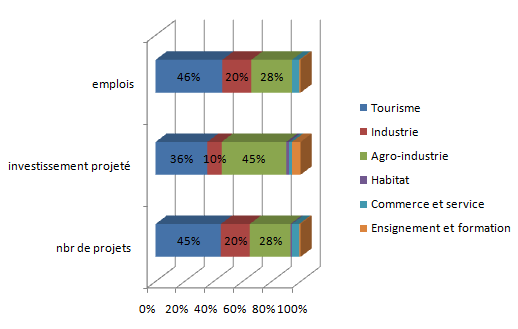 emplois
46% 20% 28%
investissement projeté
36% 10% 45%
nbr de projets
45% 20% 28%
0% 20% 40% 60% 80% 100%
Tourisme
Industrie
Agro-industrie
Habitat
Commerce et service
Ensignement et formation